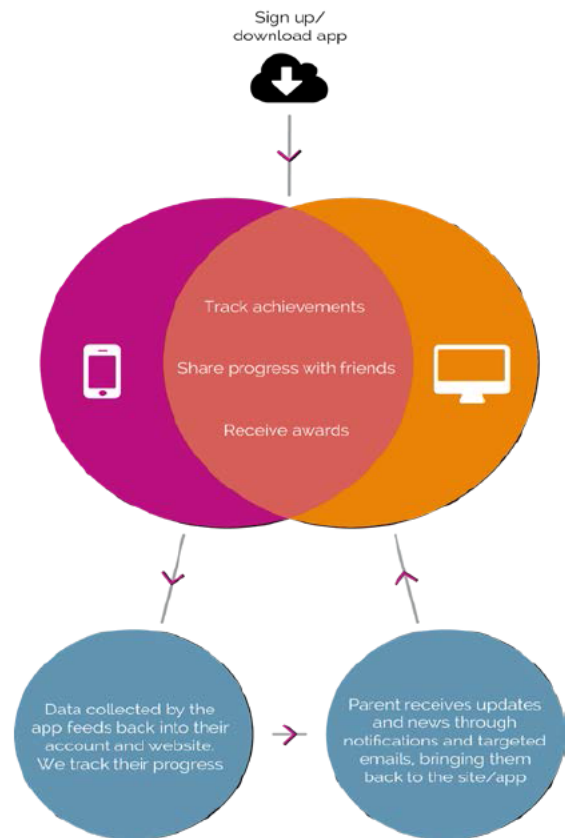 Sign up/
download app
Track achievements
Share progress with friends
Receive awards
Data collected by the
app feeds back into their
account and website.
We track their progress
Parent receives updates
and news through
notifications and targeted
emails, bringing them
back to the site/app